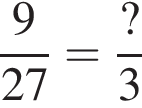 9/27 = ?/3